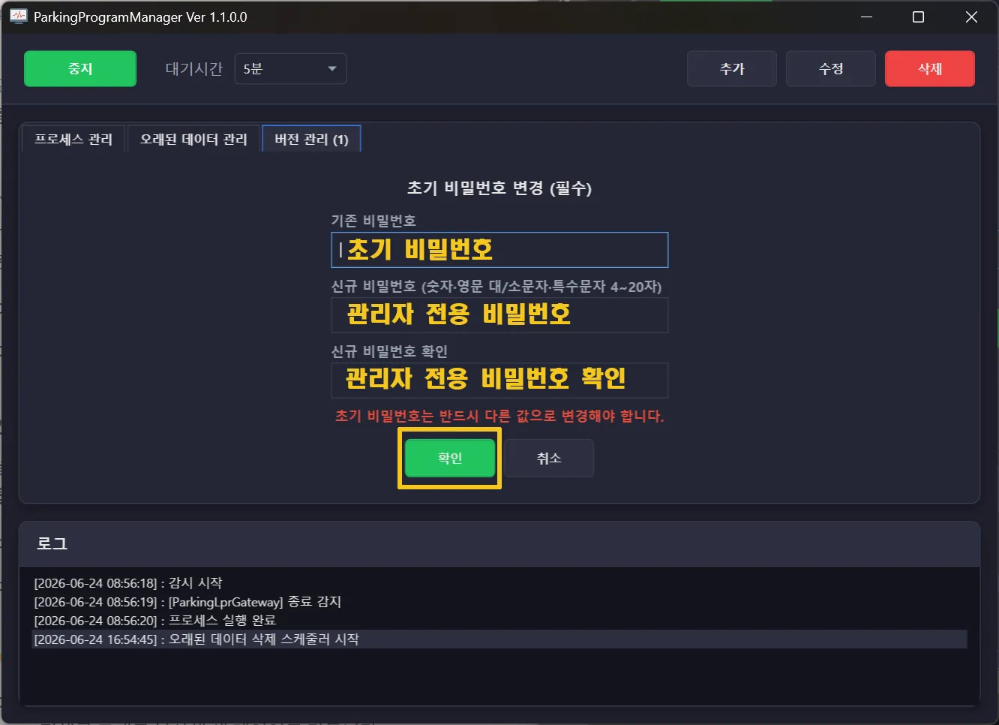 ParkingProgramManager Ver 1.1.0.0
중지 대기시간 5분 추가 수정 삭제
프로세스 관리 오래된 데이터 관리 버전 관리 (1)
초기 비밀번호 변경 (필수)
기존 비밀번호
초기 비밀번호
신규 비밀번호 (숫자·영문 대/소문자·특수문자 4~20자)
관리자 전용 비밀번호
신규 비밀번호 확인
관리자 전용 비밀번호 확인
초기 비밀번호는 반드시 다른 값으로 변경해야 합니다.
확인 취소
로그
[2026-06-24 08:56:18] : 감시 시작
[2026-06-24 08:56:19] : [ParkingLprGateway] 종료 감지
[2026-06-24 08:56:20] : 프로세스 실행 완료
[2026-06-24 16:54:45] : 오래된 데이터 삭제 스케줄러 시작